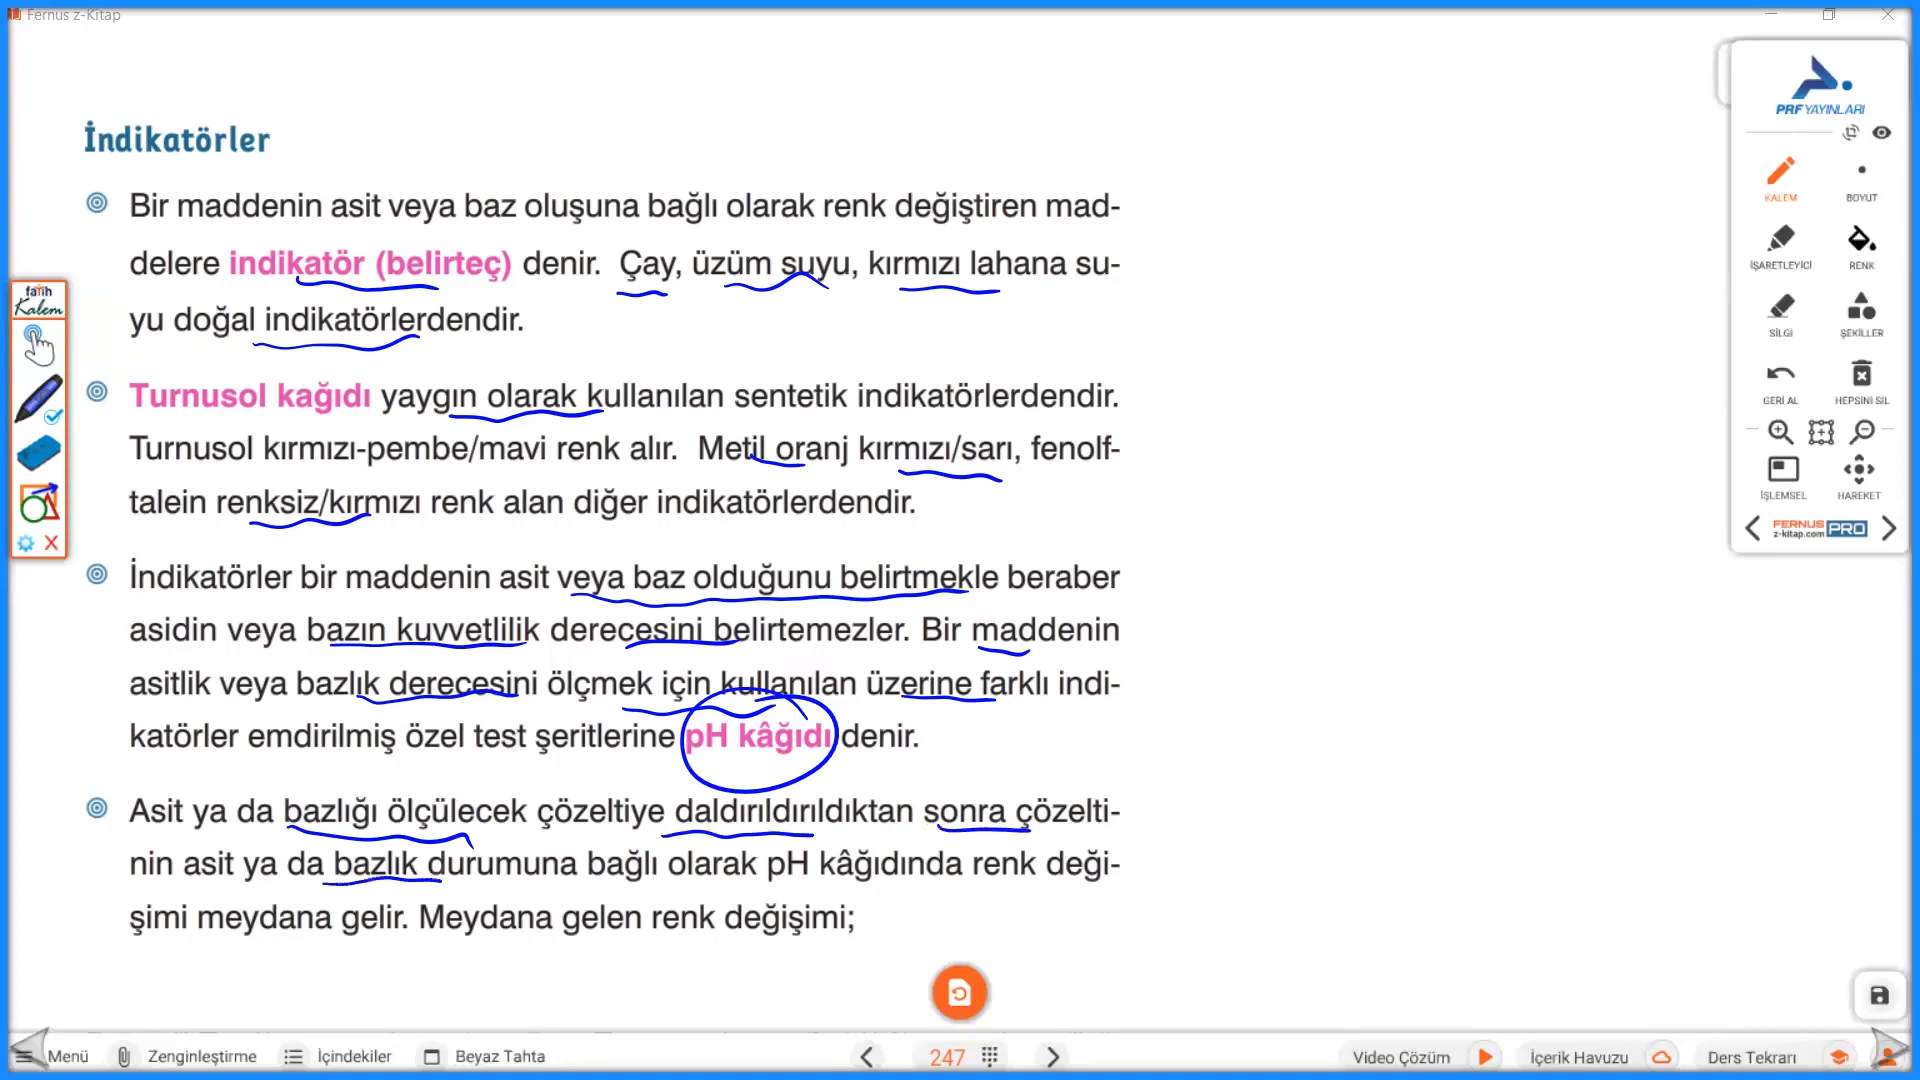 Fernus z-Kitap
PRF YAYINLARI
İndikatörler
Bir maddenin asit veya baz oluşuna bağlı olarak renk değiştiren mad-
delere indikatör (belirteç) denir. Çay, üzüm suyu, kırmızı lahana su-
yu doğal indikatörlerdendir.
Turnusol kağıdı yaygın olarak kullanılan sentetik indikatörlerdendir.
Turnusol kırmızı-pembe/mavi renk alır. Metil oranj kırmızı/sarı, fenolf-
talein renksiz/kırmızı renk alan diğer indikatörlerdendir.
İndikatörler bir maddenin asit veya baz olduğunu belirtmekle beraber
asidin veya bazın kuvvetlilik derecesini belirtemezler. Bir maddenin
asitlik veya bazlık derecesini ölçmek için kullanılan üzerine farklı indi-
katörler emdirilmiş özel test şeritlerine pH kâğıdı denir.
Asit ya da bazlığı ölçülecek çözeltiye daldırıldırıldıktan sonra çözelti-
nin asit ya da bazlık durumuna bağlı olarak pH kâğıdında renk deği-
şimi meydana gelir. Meydana gelen renk değişimi;
fatih
Kalem
KALEM
BOYUT
İŞARETLEYİCİ
RENK
SİLGİ
ŞEKİLLER
GERİ AL
HEPSİNİ SİL
İŞLEMSEL
HAREKET
FERNUS PRO
z-kitap.com
Menü
Zenginleştirme
İçindekiler
Beyaz Tahta
247
Video Çözüm
İçerik Havuzu
Ders Tekrarı